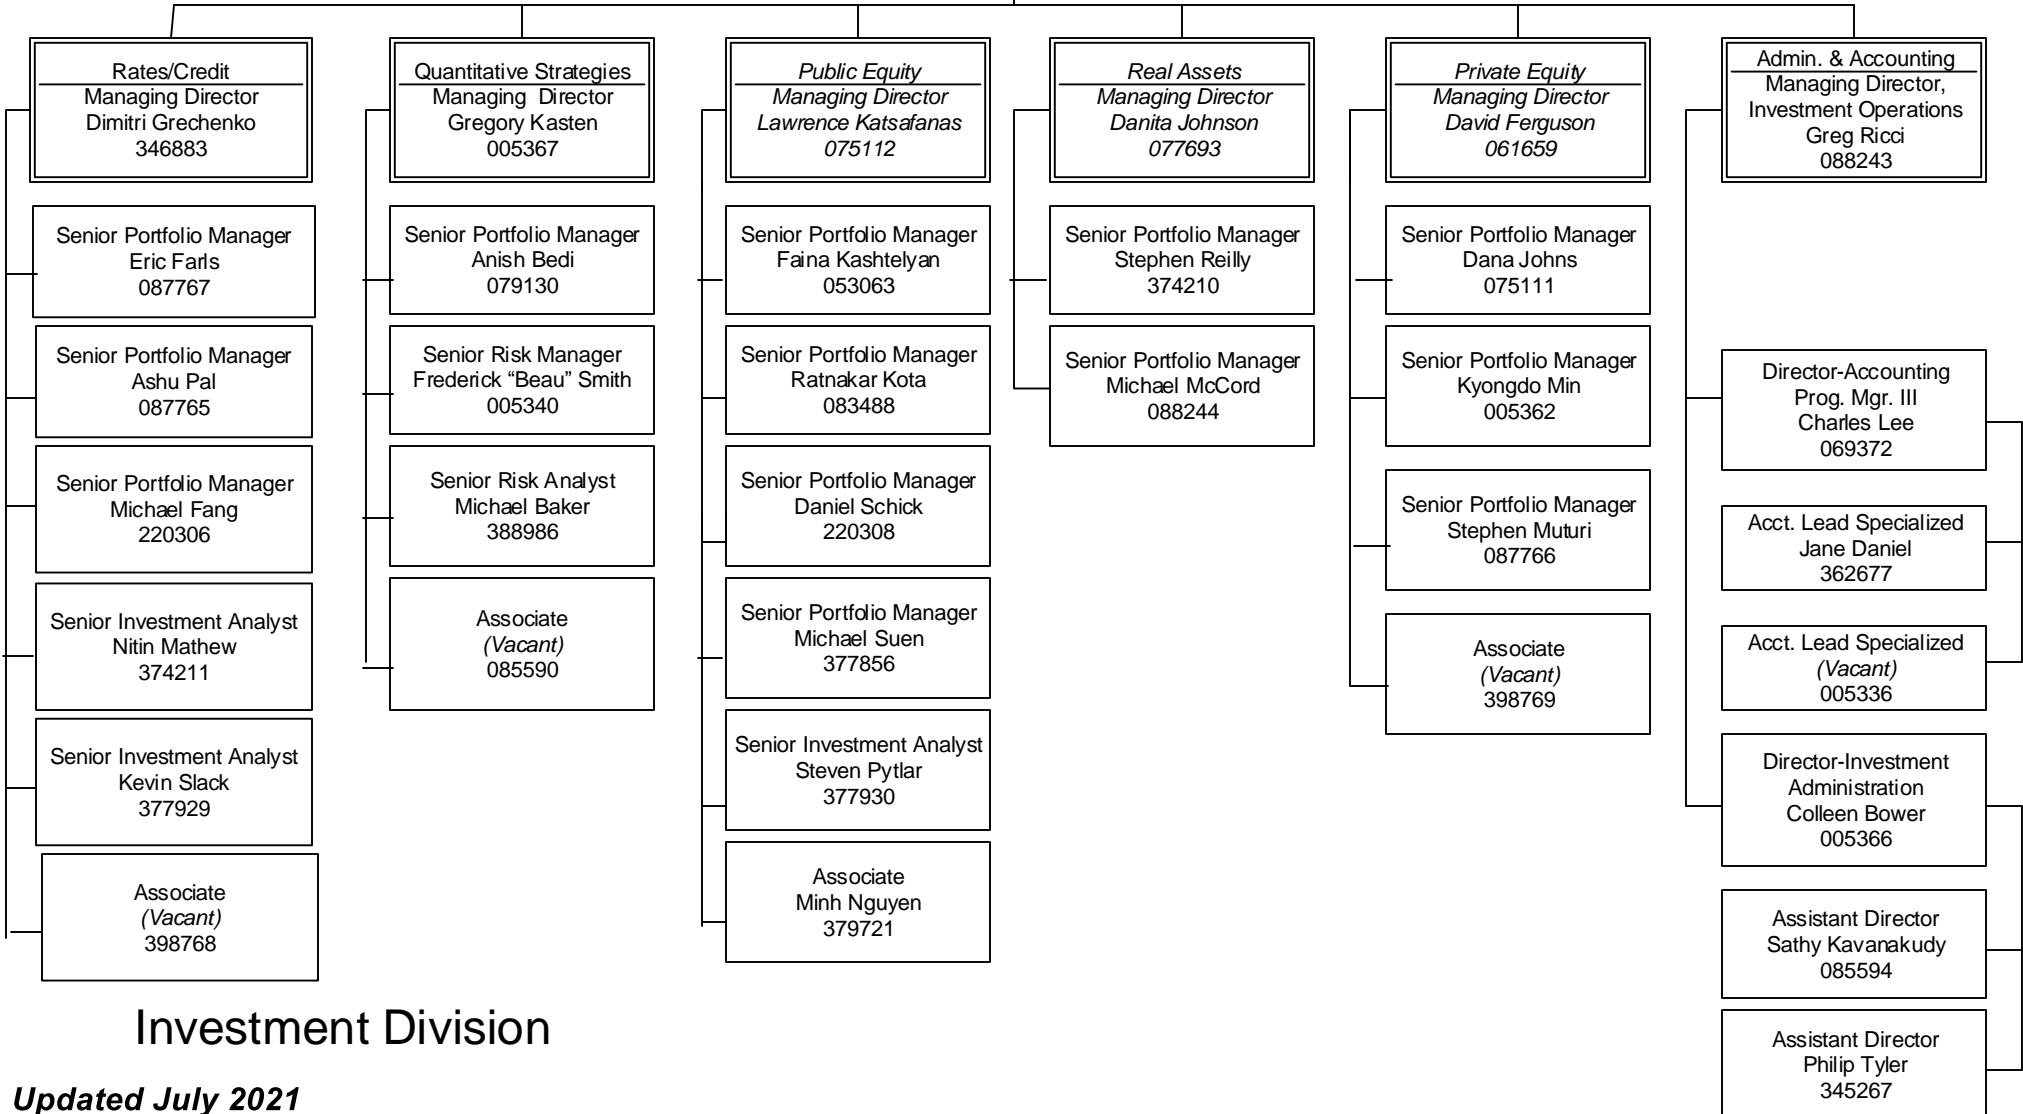 Rates/Credit
Managing Director
Dimitri Grechenko
346883
Senior Portfolio Manager
Eric Farls
087767
Senior Portfolio Manager
Ashu Pal
087765
Senior Portfolio Manager
Michael Fang
220306
Senior Investment Analyst
Nitin Mathew
374211
Senior Investment Analyst
Kevin Slack
377929
Associate
(Vacant)
398768
Quantitative Strategies
Managing Director
Gregory Kasten
005367
Senior Portfolio Manager
Anish Bedi
079130
Senior Risk Manager
Frederick “Beau” Smith
005340
Senior Risk Analyst
Michael Baker
388986
Associate
(Vacant)
085590
Public Equity
Managing Director
Lawrence Katsafanas
075112
Senior Portfolio Manager
Faina Kashtelyan
053063
Senior Portfolio Manager
Ratnakar Kota
083488
Senior Portfolio Manager
Daniel Schick
220308
Senior Portfolio Manager
Michael Suen
377856
Senior Investment Analyst
Steven Pytlar
377930
Associate
Minh Nguyen
379721
Real Assets
Managing Director
Danita Johnson
077693
Senior Portfolio Manager
Stephen Reilly
374210
Senior Portfolio Manager
Michael McCord
088244
Private Equity
Managing Director
David Ferguson
061659
Senior Portfolio Manager
Dana Johns
075111
Senior Portfolio Manager
Kyongdo Min
005362
Senior Portfolio Manager
Stephen Muturi
087766
Associate
(Vacant)
398769
Admin. & Accounting
Managing Director,
Investment Operations
Greg Ricci
088243
Director-Accounting
Prog. Mgr. III
Charles Lee
069372
Acct. Lead Specialized
Jane Daniel
362677
Acct. Lead Specialized
(Vacant)
005336
Director-Investment
Administration
Colleen Bower
005366
Assistant Director
Sathy Kavanakudy
085594
Assistant Director
Philip Tyler
345267
Investment Division
Updated July 2021